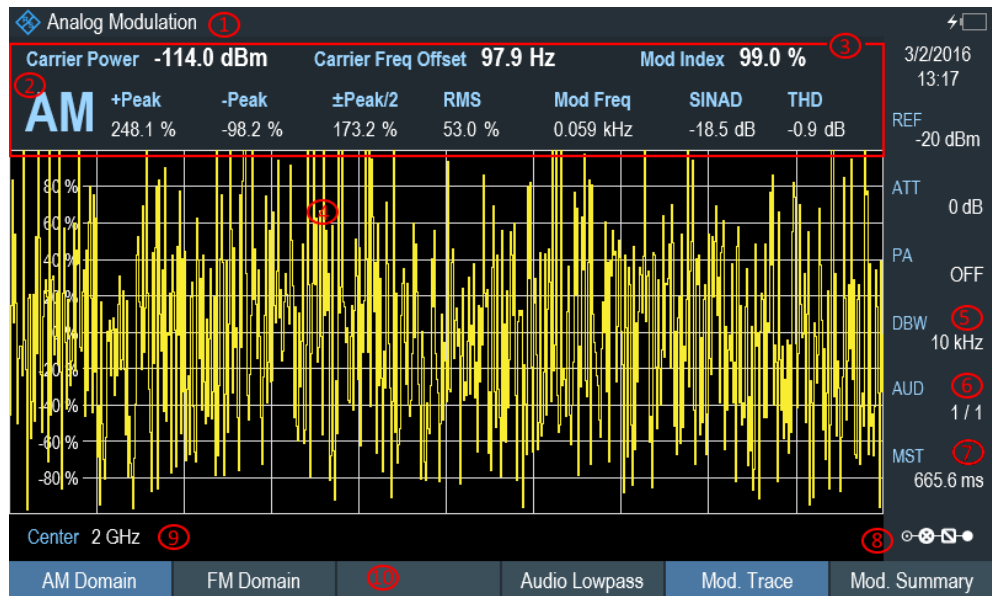 Analog Modulation ①
Carrier Power -114.0 dBm Carrier Freq Offset 97.9 Hz Mod Index 99.0 % ③
② AM
+Peak -Peak ±Peak/2 RMS Mod Freq SINAD THD
248.1 % -98.2 % 173.2 % 53.0 % 0.059 kHz -18.5 dB -0.9 dB
3/2/2016
13:17
REF
-20 dBm
ATT
0 dB
PA
OFF
DBW ⑤
10 kHz
AUD ⑥
1 / 1
MST ⑦
665.6 ms
80 %
④
60 %
40 %
20 %
0 %
-20 %
-40 %
-60 %
-80 %
Center 2 GHz ⑨
⑧
AM Domain FM Domain ⑩ Audio Lowpass Mod. Trace Mod. Summary